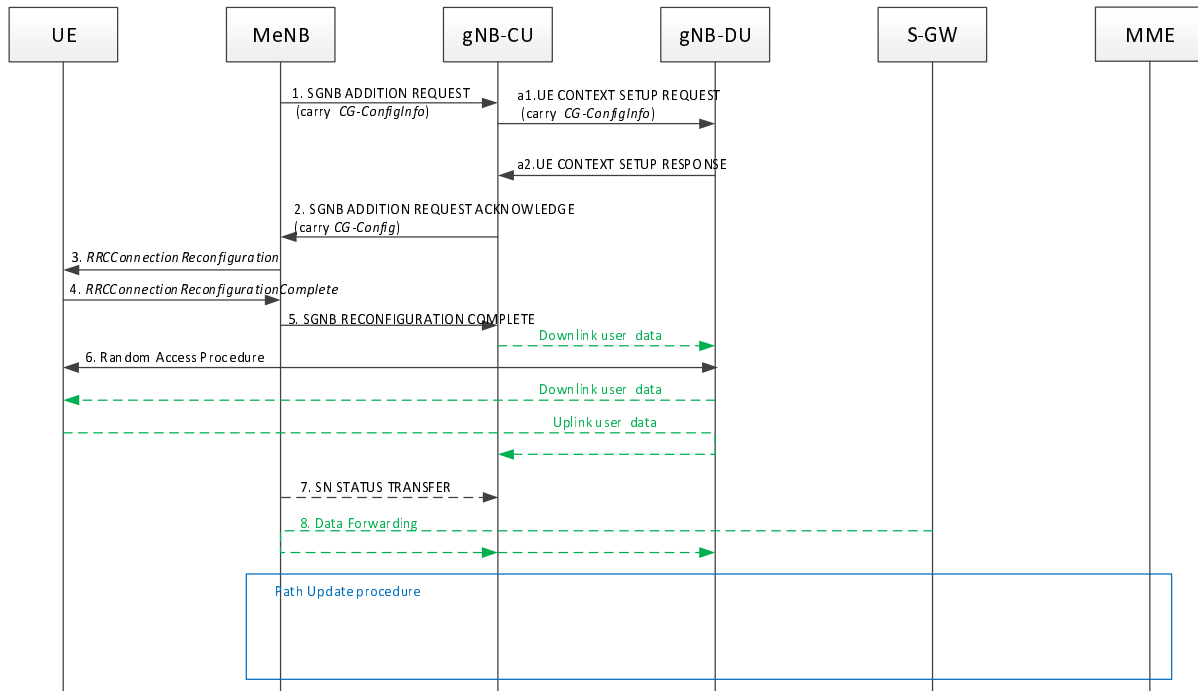 UE MeNB gNB-CU gNB-DU S-GW MME
1. SGNB ADDITION REQUEST
(carry CG-ConfigInfo)
a1.UE CONTEXT SETUP REQUEST
(carry CG-ConfigInfo)
a2.UE CONTEXT SETUP RESPONSE
2. SGNB ADDITION REQUEST ACKNOWLEDGE
(carry CG-Config)
3. RRCConnectionReconfiguration
4. RRCConnectionReconfigurationComplete
5. SGNB RECONFIGURATION COMPLETE
Downlink user data
6. Random Access Procedure
Downlink user data
Uplink user data
7. SN STATUS TRANSFER
8. Data Forwarding
Path Update procedure